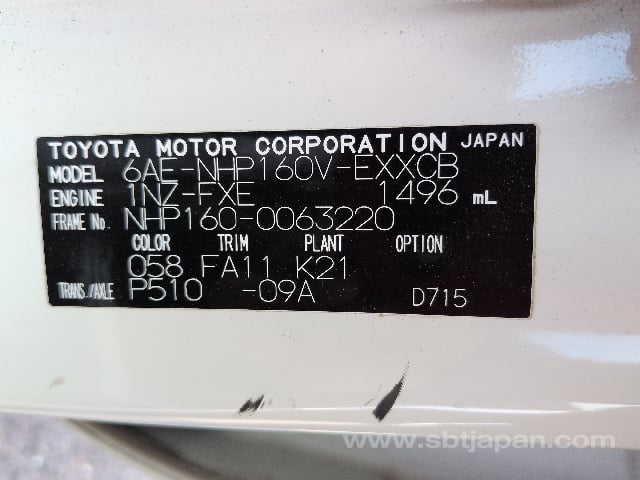 TOYOTA MOTOR CORPORATION JAPAN
MODEL 6AE-NHP160V-EXXCB
ENGINE 1NZ-FXE 1496 mL
FRAME No. NHP160-0063220
COLOR TRIM PLANT OPTION
058 FA11 K21
TRANS./AXLE P510 -09A D715
www.sbtjapan.com